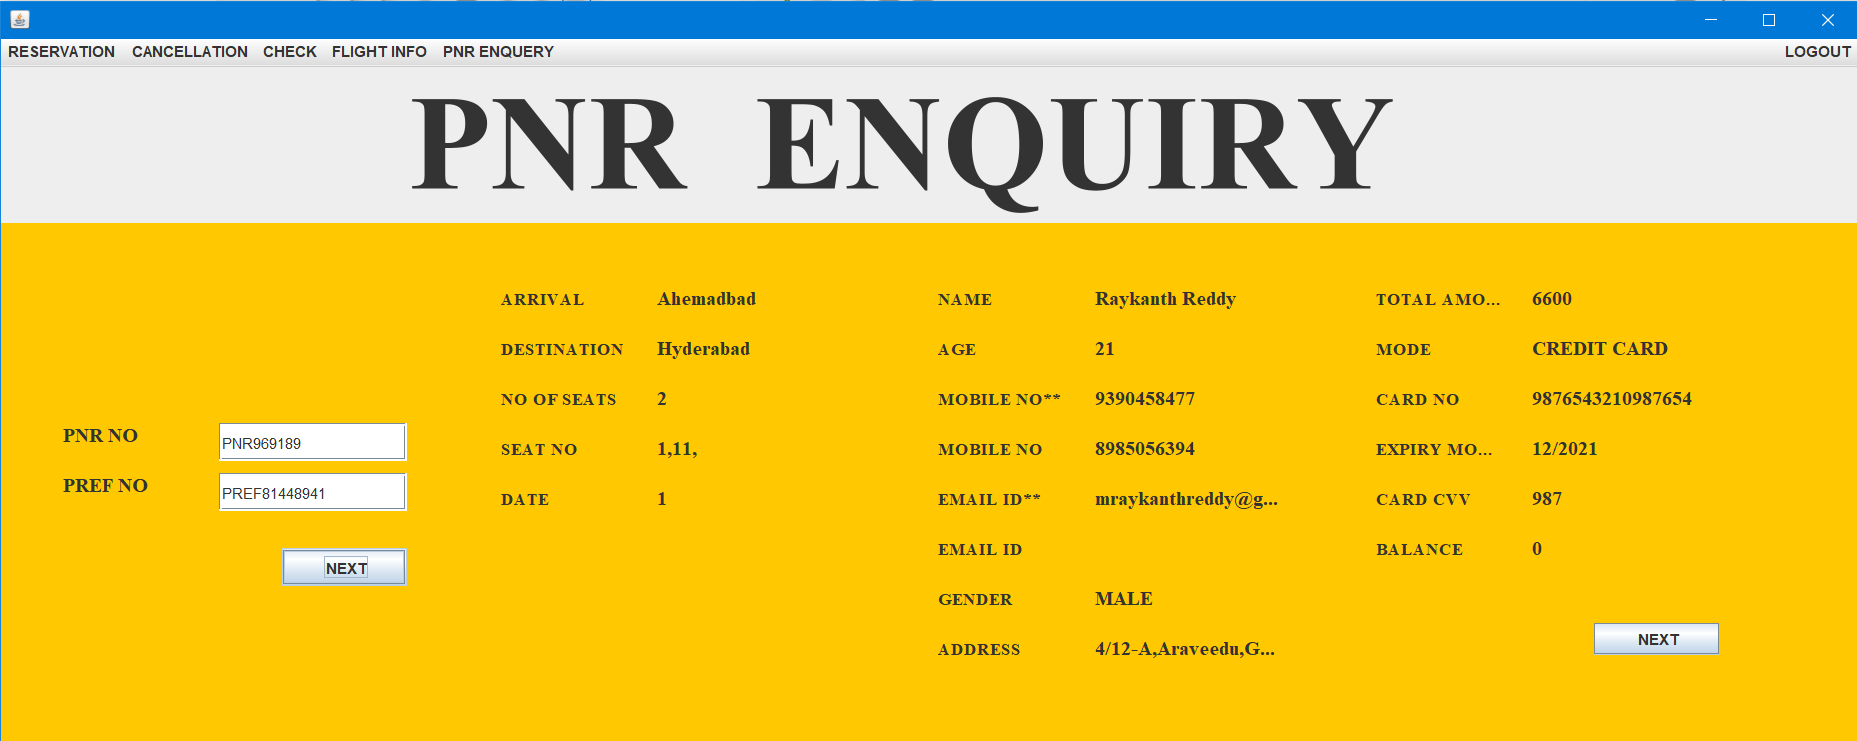 RESERVATION CANCELLATION CHECK FLIGHT INFO PNR ENQUERY LOGOUT
PNR ENQUIRY
PNR NO PNR969189
PREF NO PREF81448941
NEXT
ARRIVAL Ahemadbad
DESTINATION Hyderabad
NO OF SEATS 2
SEAT NO 1,11,
DATE 1
NAME Raykanth Reddy
AGE 21
MOBILE NO** 9390458477
MOBILE NO 8985056394
EMAIL ID** mraykanthreddy@g...
EMAIL ID
GENDER MALE
ADDRESS 4/12-A,Araveedu,G...
TOTAL AMO... 6600
MODE CREDIT CARD
CARD NO 9876543210987654
EXPIRY MO... 12/2021
CARD CVV 987
BALANCE 0
NEXT